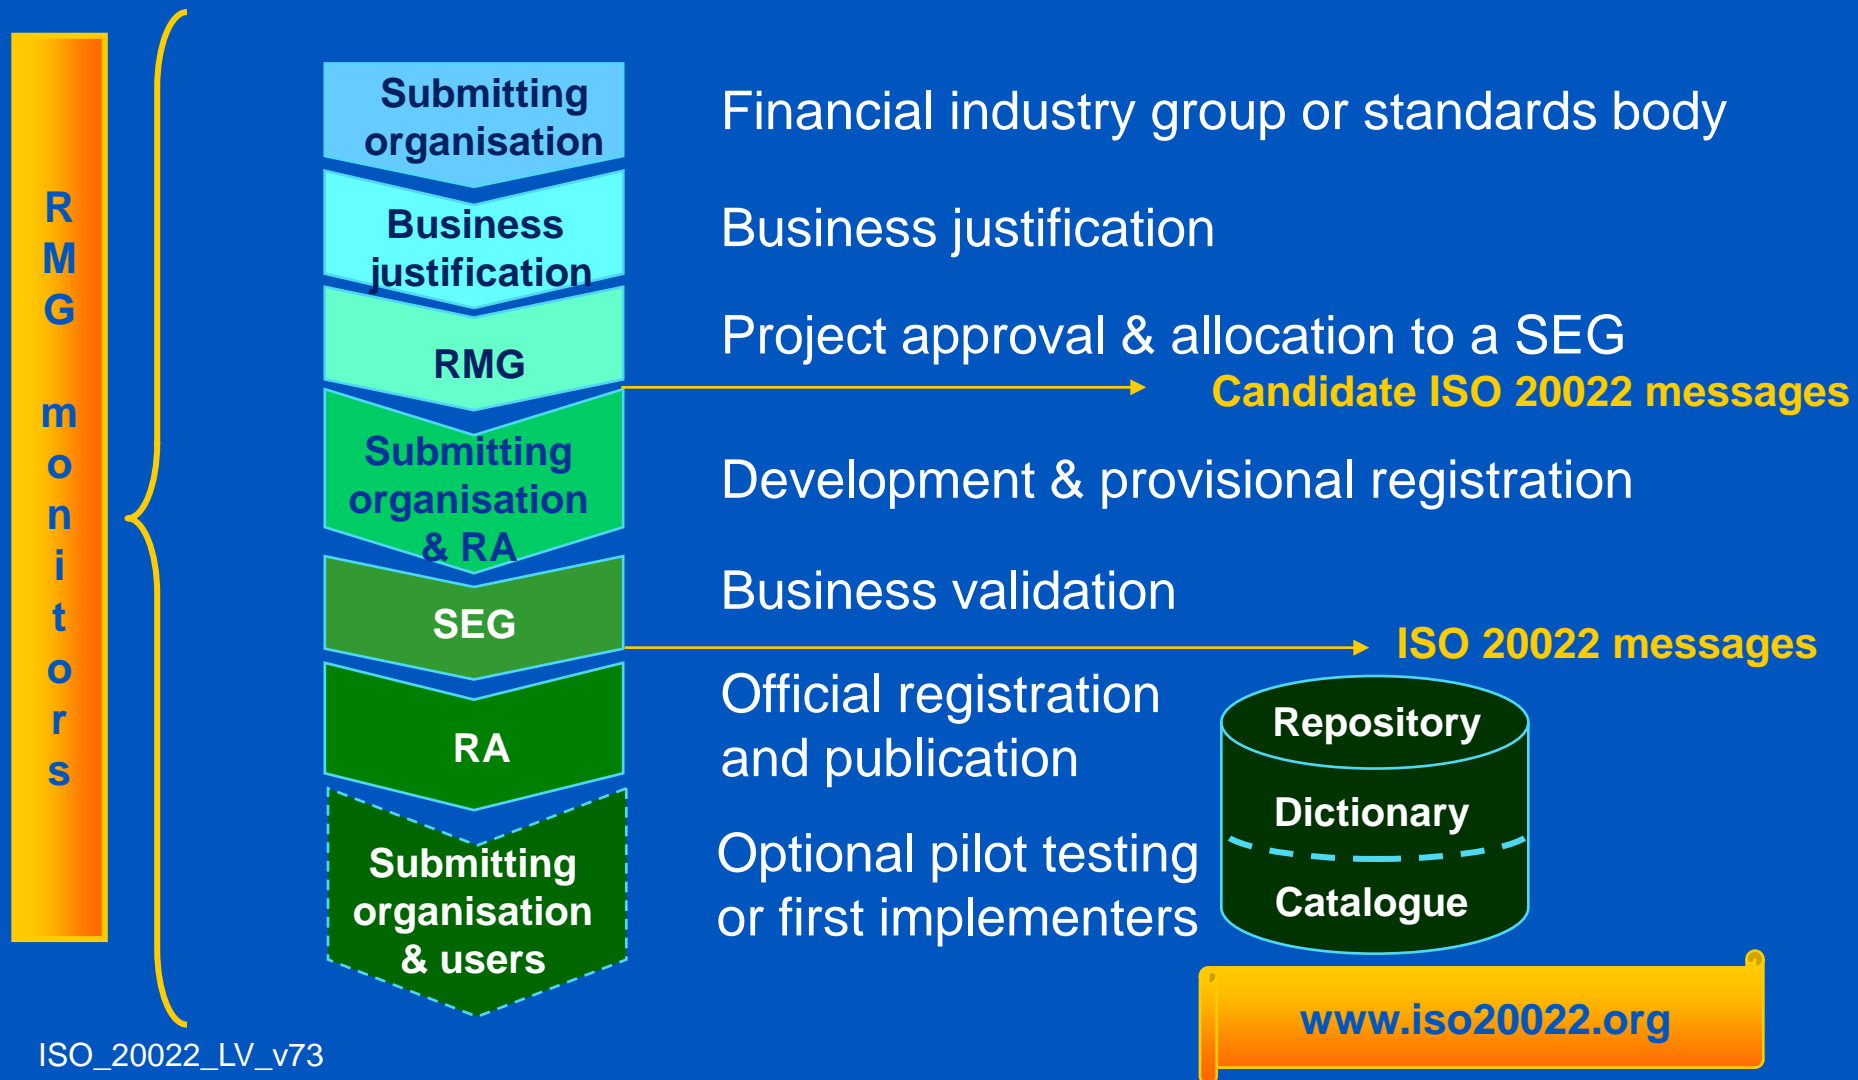 RMG monitors
Submitting
organisation
Financial industry group or standards body
Business
justification
Business justification
RMG
Project approval & allocation to a SEG
Candidate ISO 20022 messages
Submitting
organisation
& RA
Development & provisional registration
SEG
Business validation
ISO 20022 messages
RA
Official registration
and publication
Submitting
organisation
& users
Optional pilot testing
or first implementers
Repository
Dictionary
Catalogue
www.iso20022.org
ISO_20022_LV_v73